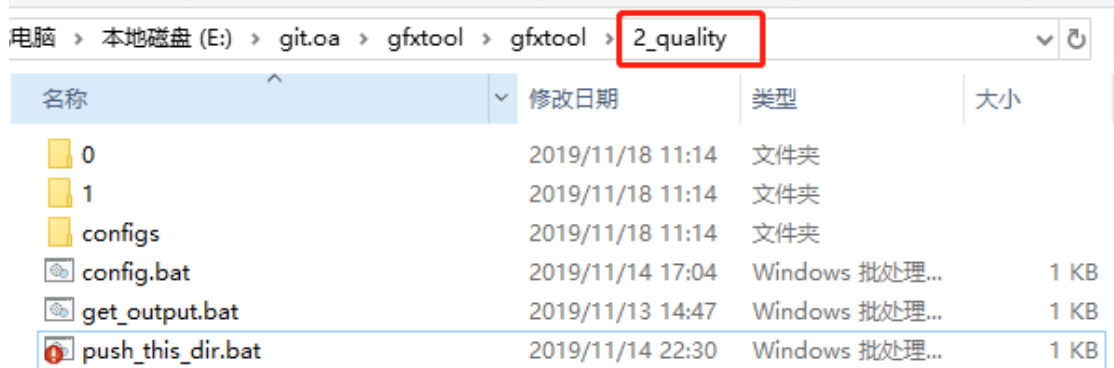 电脑 > 本地磁盘 (E:) > git.oa > gfxtool > gfxtool > 2_quality
名称 修改日期 类型 大小
0 2019/11/18 11:14 文件夹
1 2019/11/18 11:14 文件夹
configs 2019/11/18 11:14 文件夹
config.bat 2019/11/14 17:04 Windows 批处理... 1 KB
get_output.bat 2019/11/13 14:47 Windows 批处理... 1 KB
push_this_dir.bat 2019/11/14 22:30 Windows 批处理... 1 KB